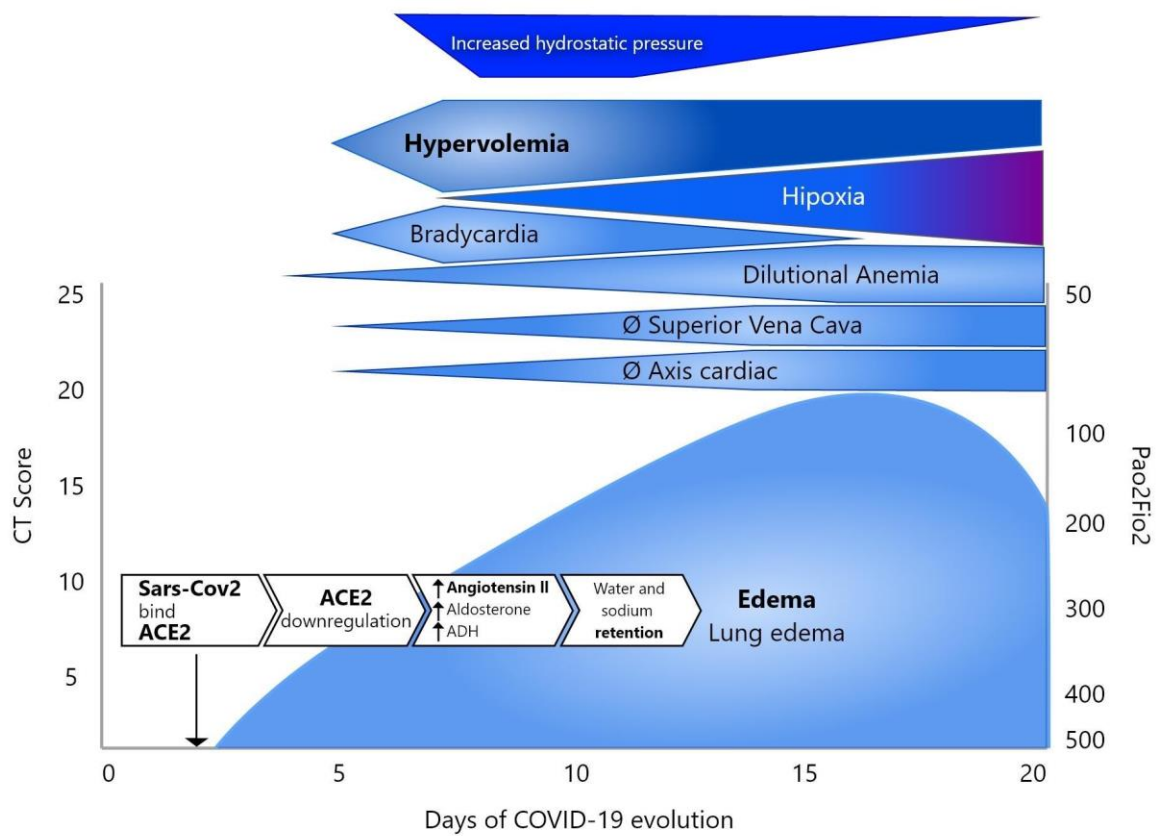 Increased hydrostatic pressure
Hypervolemia
Hipoxia
Bradycardia
Dilutional Anemia
Ø Superior Vena Cava
Ø Axis cardiac
25
20
15
10
5
CT Score
50
100
200
300
400
500
Pao2Fio2
Sars-Cov2
bind
ACE2
ACE2
downregulation
Angiotensin II
Aldosterone
ADH
Water and
sodium
retention
Edema
Lung edema
0 5 10 15 20
Days of COVID-19 evolution